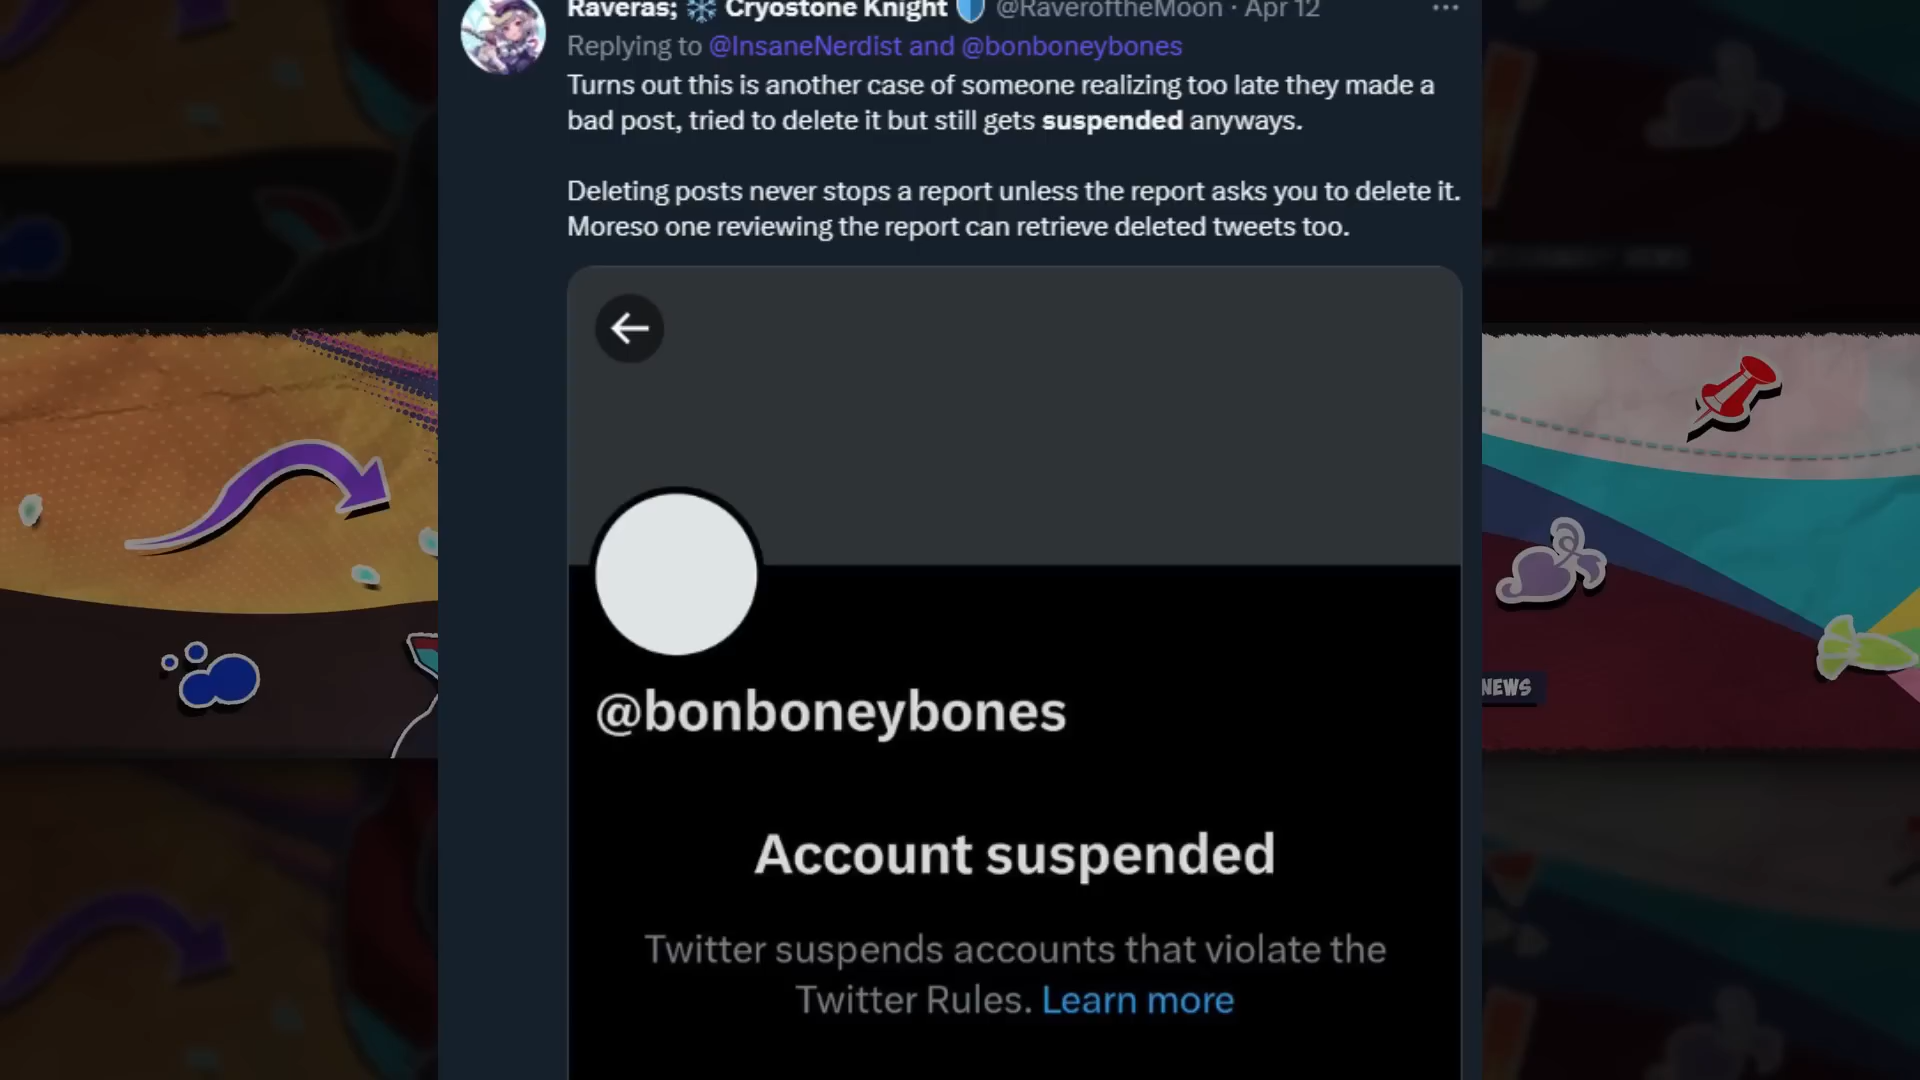 Raveras; ❄ Cryostone Knight 🛡 @RaveroftheMoon · Apr 12 ···
Replying to @InsaneNerdist and @bonboneybones
Turns out this is another case of someone realizing too late they made a
bad post, tried to delete it but still gets suspended anyways.
Deleting posts never stops a report unless the report asks you to delete it.
Moreso one reviewing the report can retrieve deleted tweets too.
@bonboneybones
Account suspended
Twitter suspends accounts that violate the
Twitter Rules. Learn more
NEWS